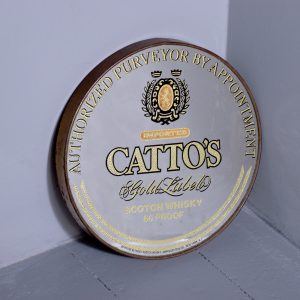 AUTHORIZED PURVEYOR BY APPOINTMENT
IMPORTED
CATTO'S
Gold Label
SCOTCH WHISKY
86 PROOF